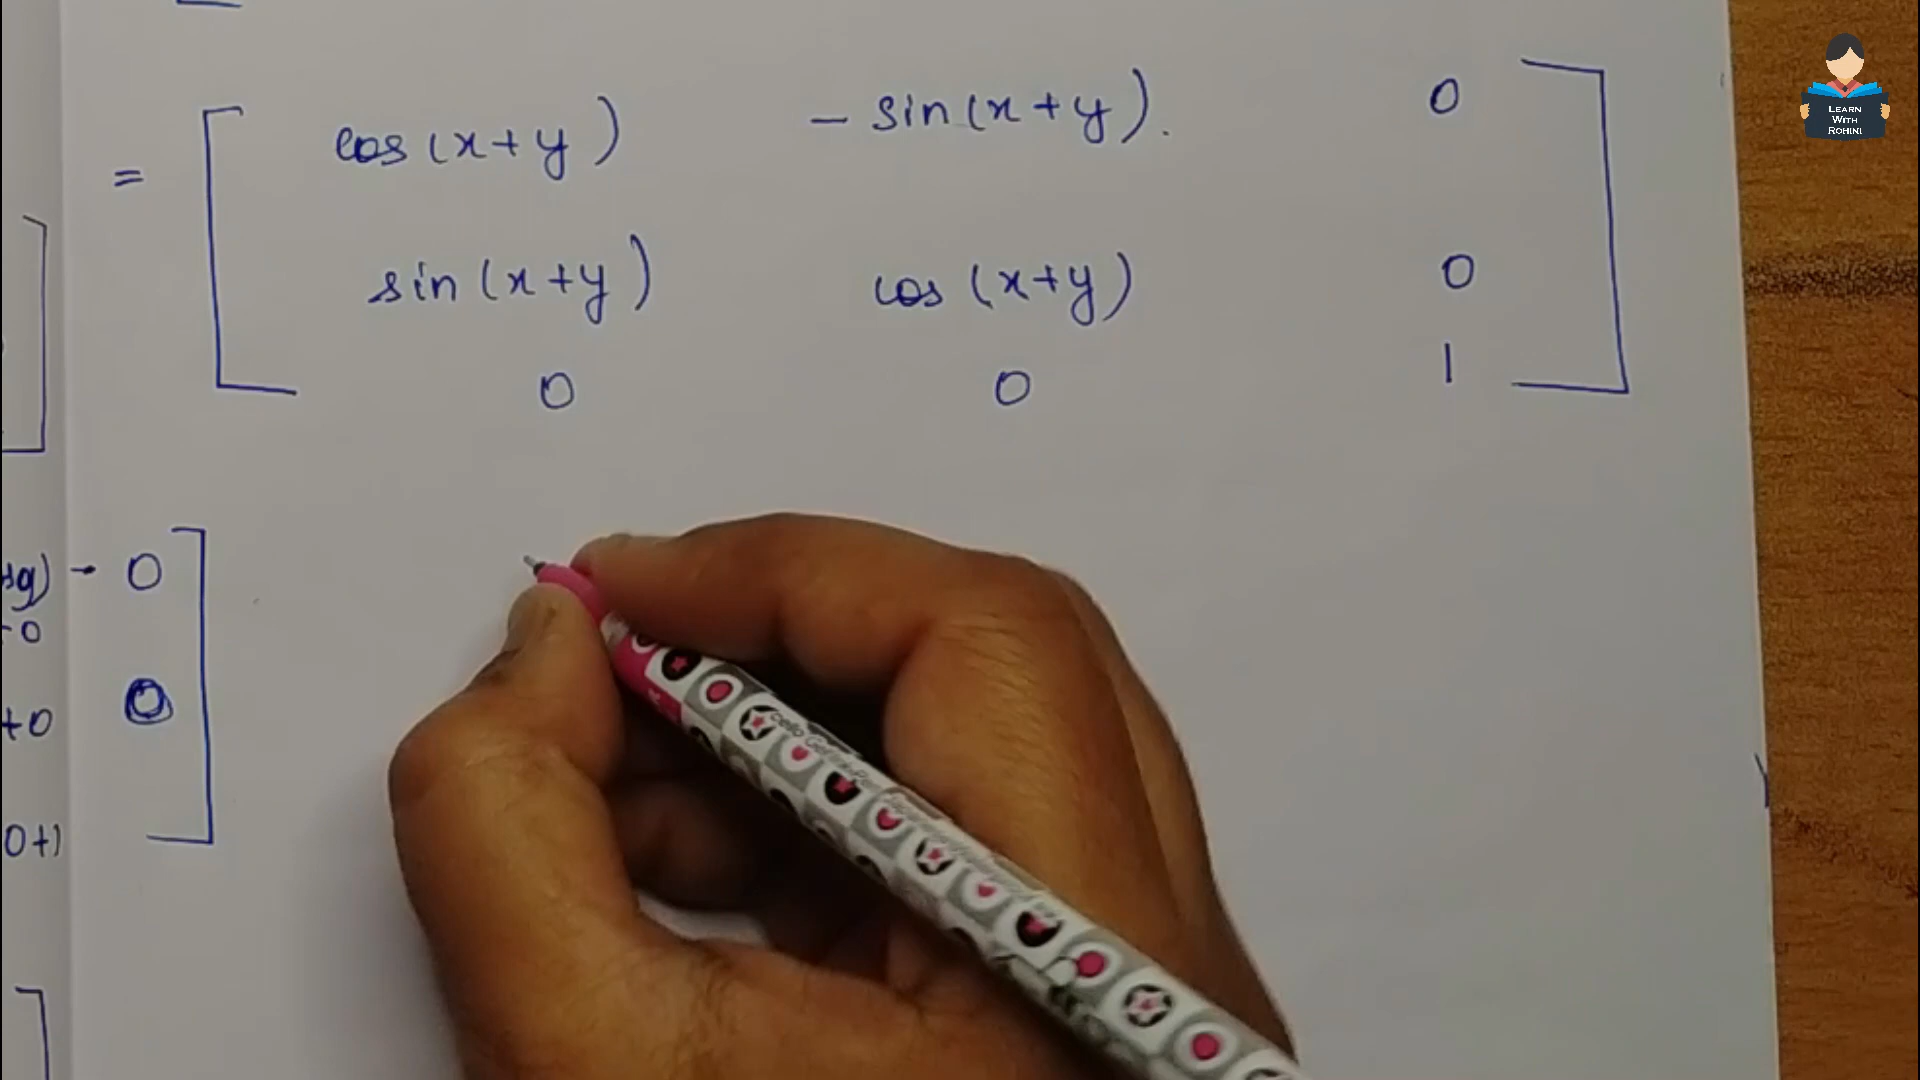 = [ cos (x+y) - sin (x+y). 0 ]
sin (x+y) cos (x+y) 0
0 0 1
- 0 ]
-0
+0 0
0+1)
LEARN
WITH
ROHINI